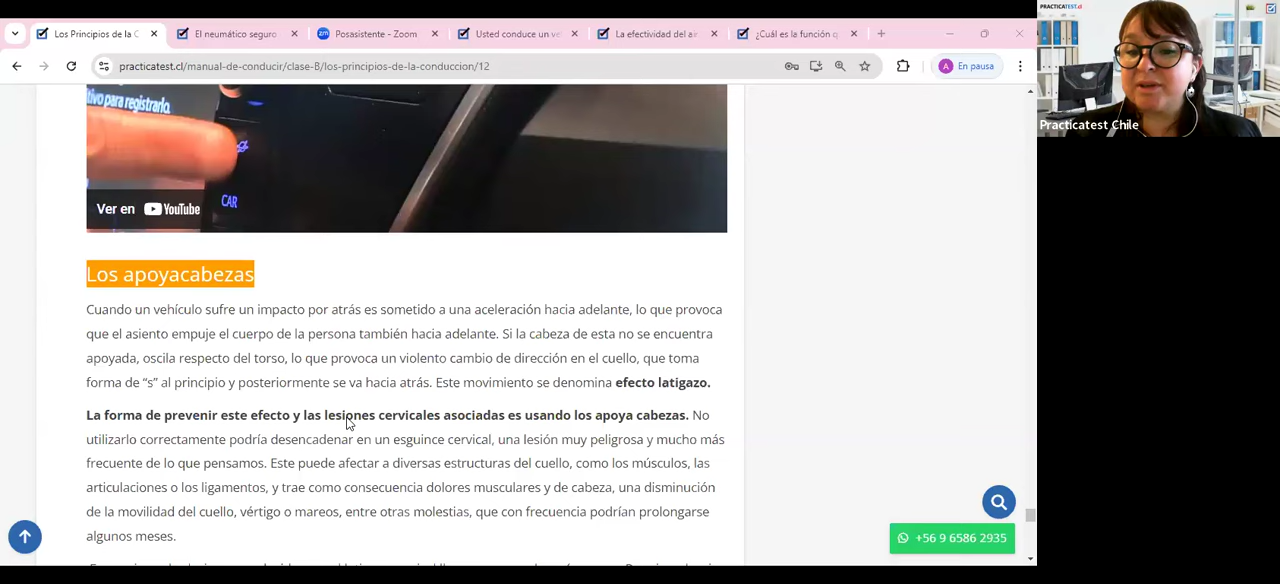 Los Principios de la C
El neumático seguro
zm
Posasistente - Zoom
Usted conduce un ve
La efectividad del air
¿Cuál es la función q
practicatest.cl/manual-de-conducir/clase-B/los-principios-de-la-conduccion/12
A
En pausa
PRACTICATEST.cl
Practicatest Chile
tivo para registrarlo.
CAR
Ver en YouTube
Los apoyacabezas
Cuando un vehículo sufre un impacto por atrás es sometido a una aceleración hacia adelante, lo que provoca
que el asiento empuje el cuerpo de la persona también hacia adelante. Si la cabeza de esta no se encuentra
apoyada, oscila respecto del torso, lo que provoca un violento cambio de dirección en el cuello, que toma
forma de “s” al principio y posteriormente se va hacia atrás. Este movimiento se denomina efecto latigazo.
La forma de prevenir este efecto y las lesiones cervicales asociadas es usando los apoya cabezas. No
utilizarlo correctamente podría desencadenar en un esguince cervical, una lesión muy peligrosa y mucho más
frecuente de lo que pensamos. Este puede afectar a diversas estructuras del cuello, como los músculos, las
articulaciones o los ligamentos, y trae como consecuencia dolores musculares y de cabeza, una disminución
de la movilidad del cuello, vértigo o mareos, entre otras molestias, que con frecuencia podrían prolongarse
algunos meses.
+56 9 6586 2935